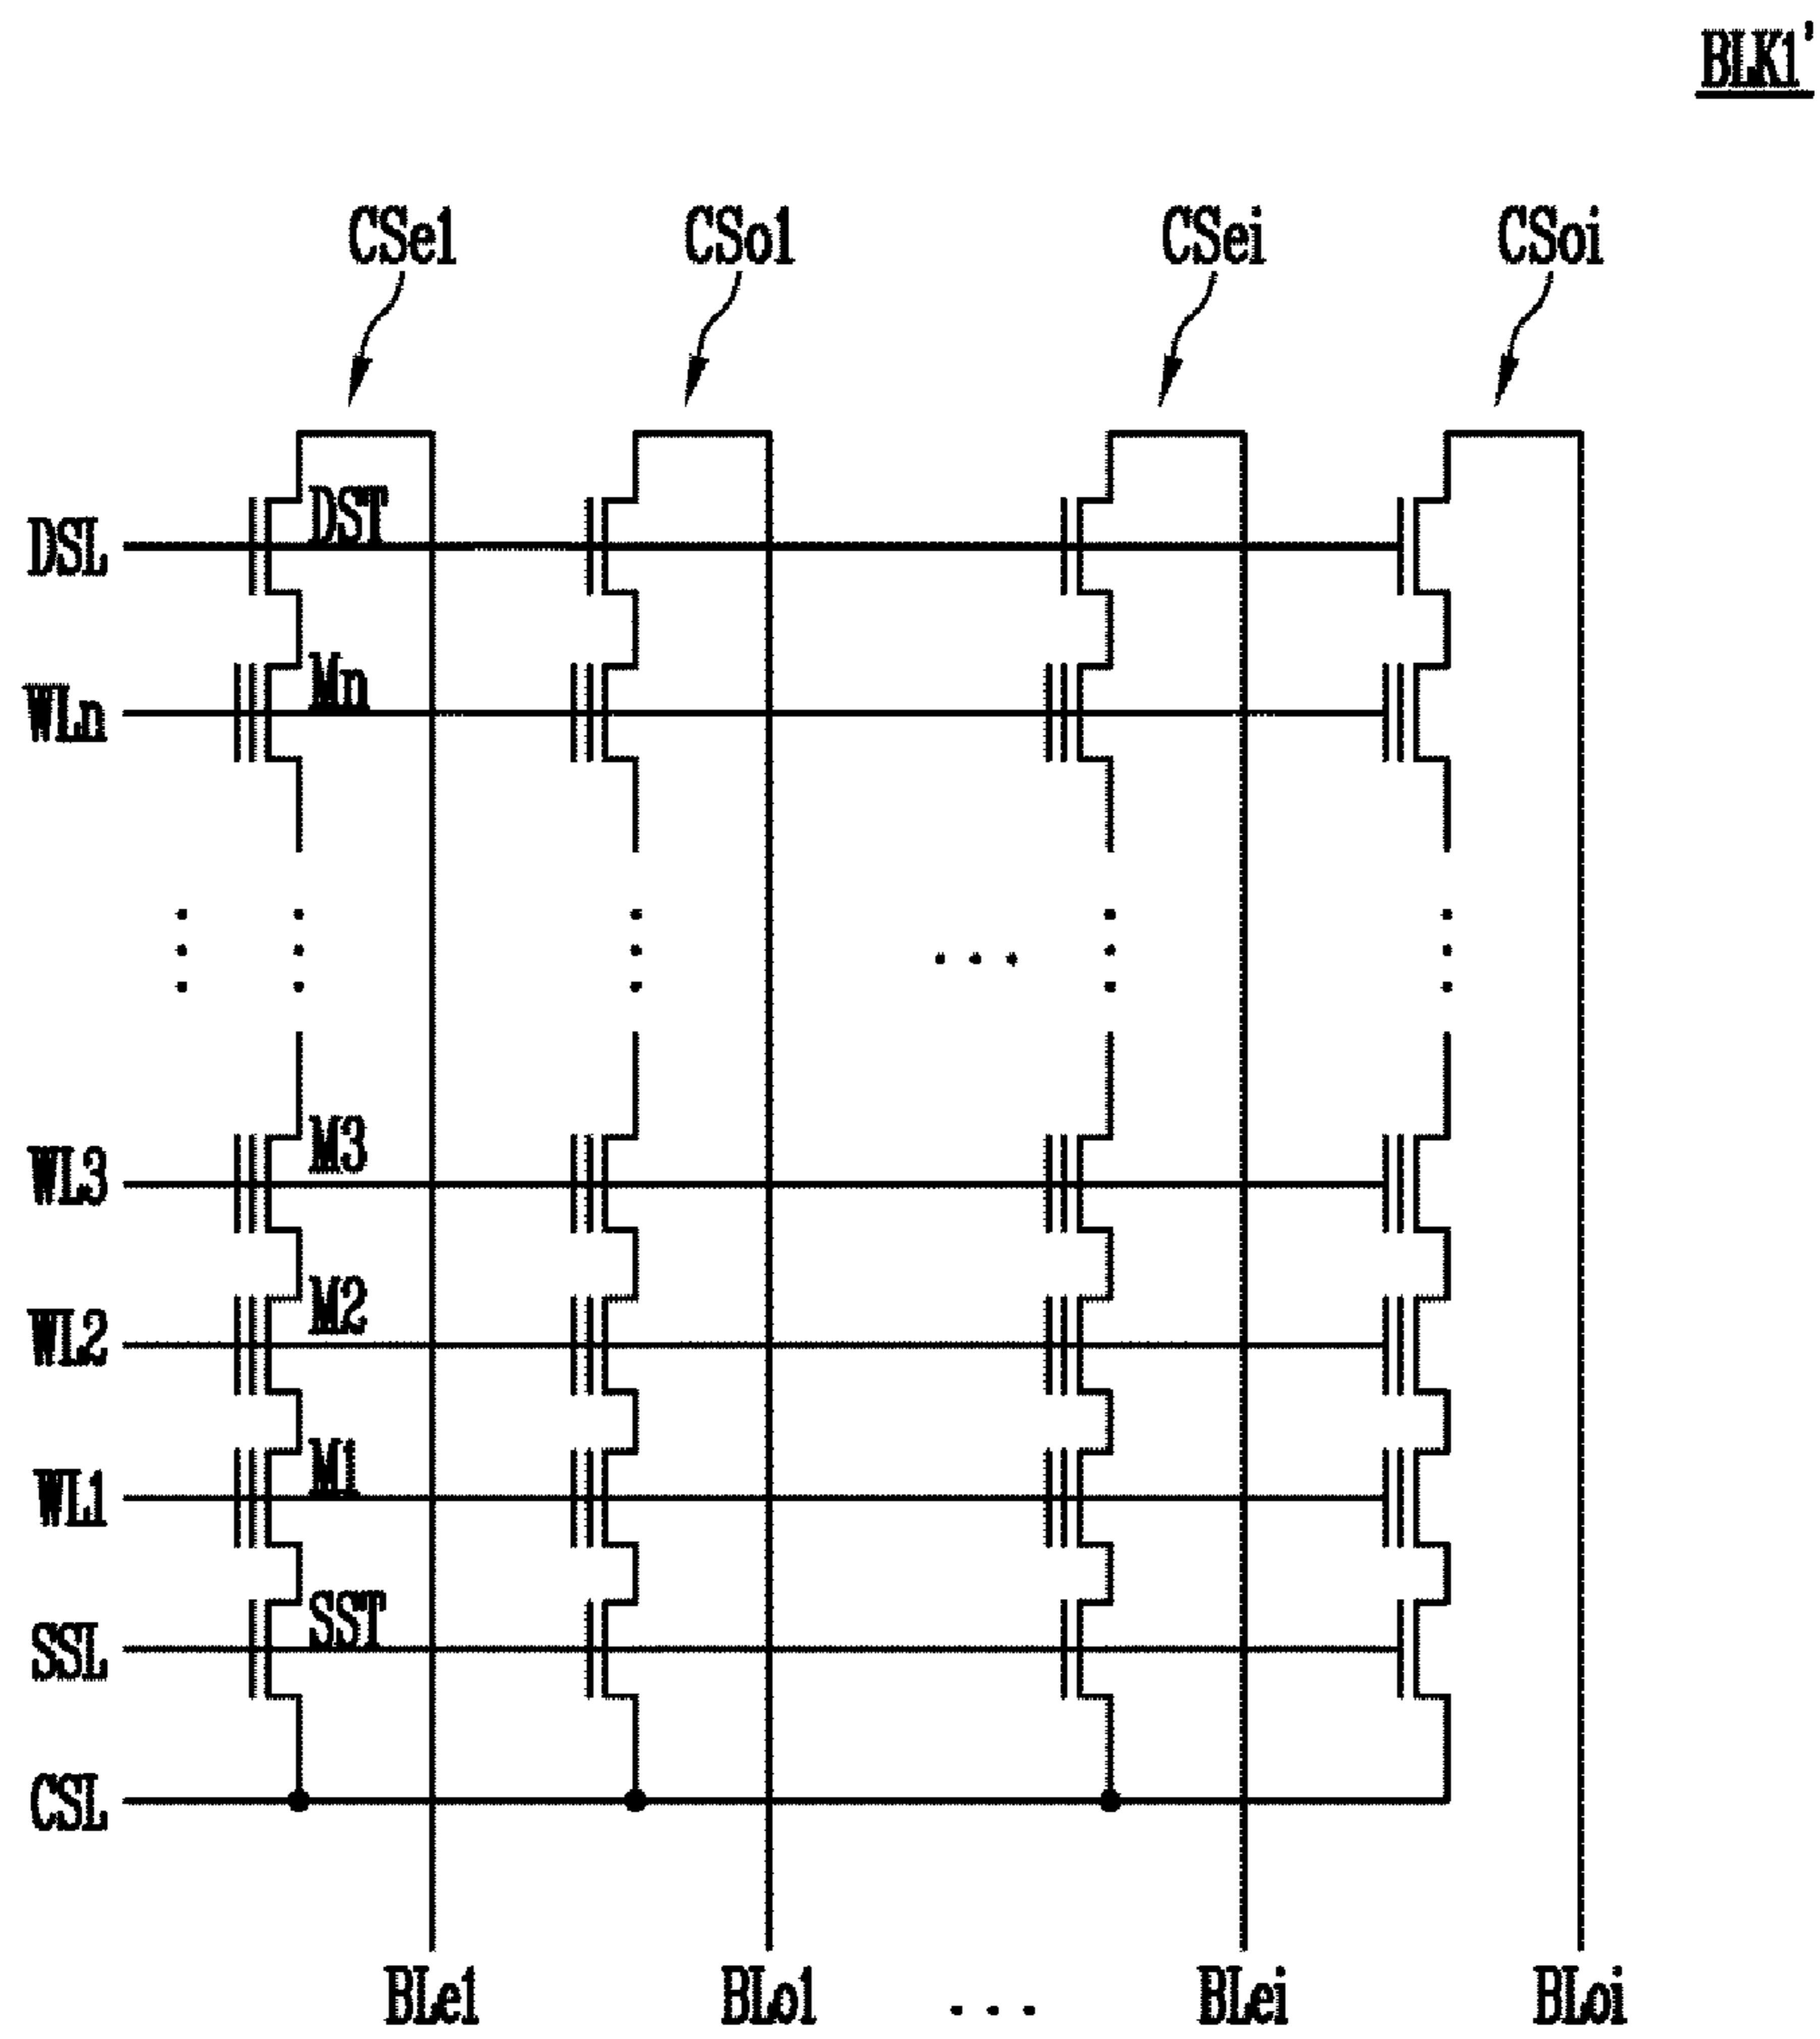 BLK1'
CSe1 CSo1 CSei CSoi
DSL DST
WLn Mn
WL3 M3
WL2 M2
WL1 M1
SSL SST
CSL
BLe1 BLo1 ... BLei BLoi